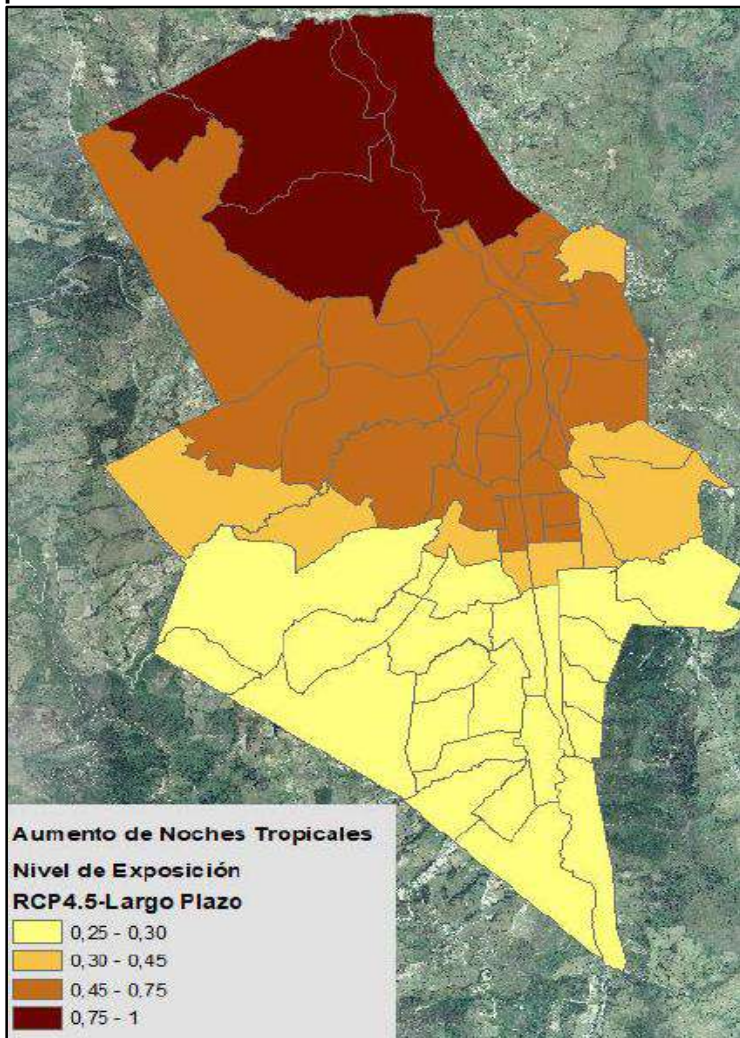 Aumento de Noches Tropicales
Nivel de Exposición
RCP4.5-Largo Plazo
0,25 - 0,30
0,30 - 0,45
0,45 - 0,75
0,75 - 1